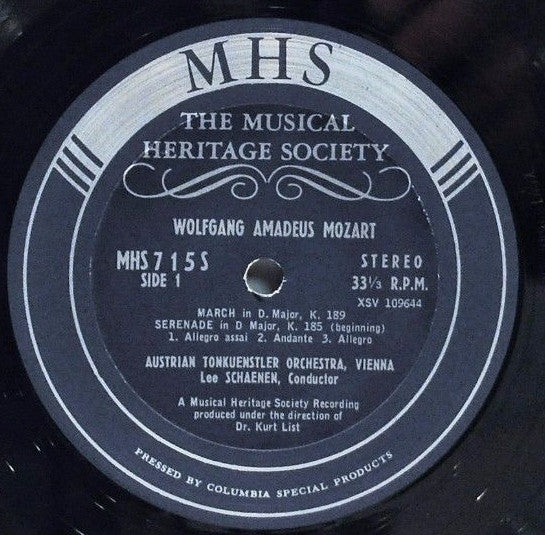 MHS
THE MUSICAL
HERITAGE SOCIETY
WOLFGANG AMADEUS MOZART
MHS 715 S
SIDE 1
STEREO
33⅓ R.P.M.
XSV 109644
MARCH in D Major, K. 189
SERENADE in D Major, K. 185 (beginning)
1. Allegro assai 2. Andante 3. Allegro
AUSTRIAN TONKUENSTLER ORCHESTRA, VIENNA
Lee SCHAENEN, Conductor
A Musical Heritage Society Recording
produced under the direction of
Dr. Kurt List
PRESSED BY COLUMBIA SPECIAL PRODUCTS